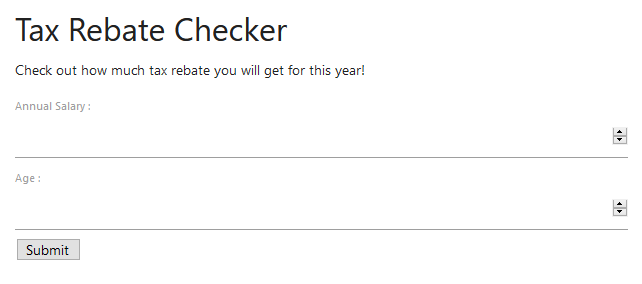 Tax Rebate Checker
Check out how much tax rebate you will get for this year!
Annual Salary :
Age :
Submit